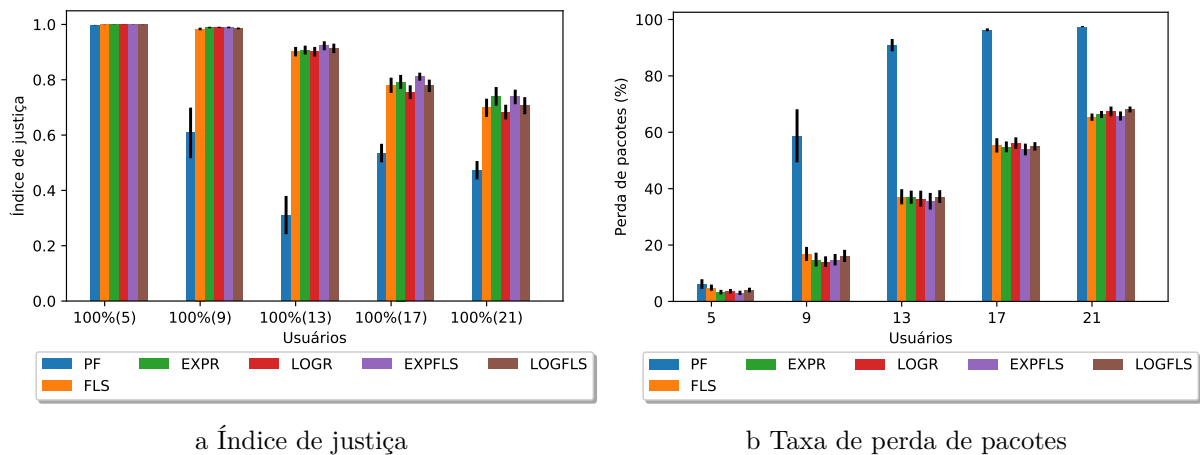 1.0
0.8
0.6
0.4
0.2
0.0
Índice de justiça
100%(5) 100%(9) 100%(13) 100%(17) 100%(21)
Usuários
PF EXPR LOGR EXPFLS LOGFLS
FLS
a Índice de justiça
100
80
60
40
20
0
Perda de pacotes (%)
5 9 13 17 21
Usuários
PF EXPR LOGR EXPFLS LOGFLS
FLS
b Taxa de perda de pacotes